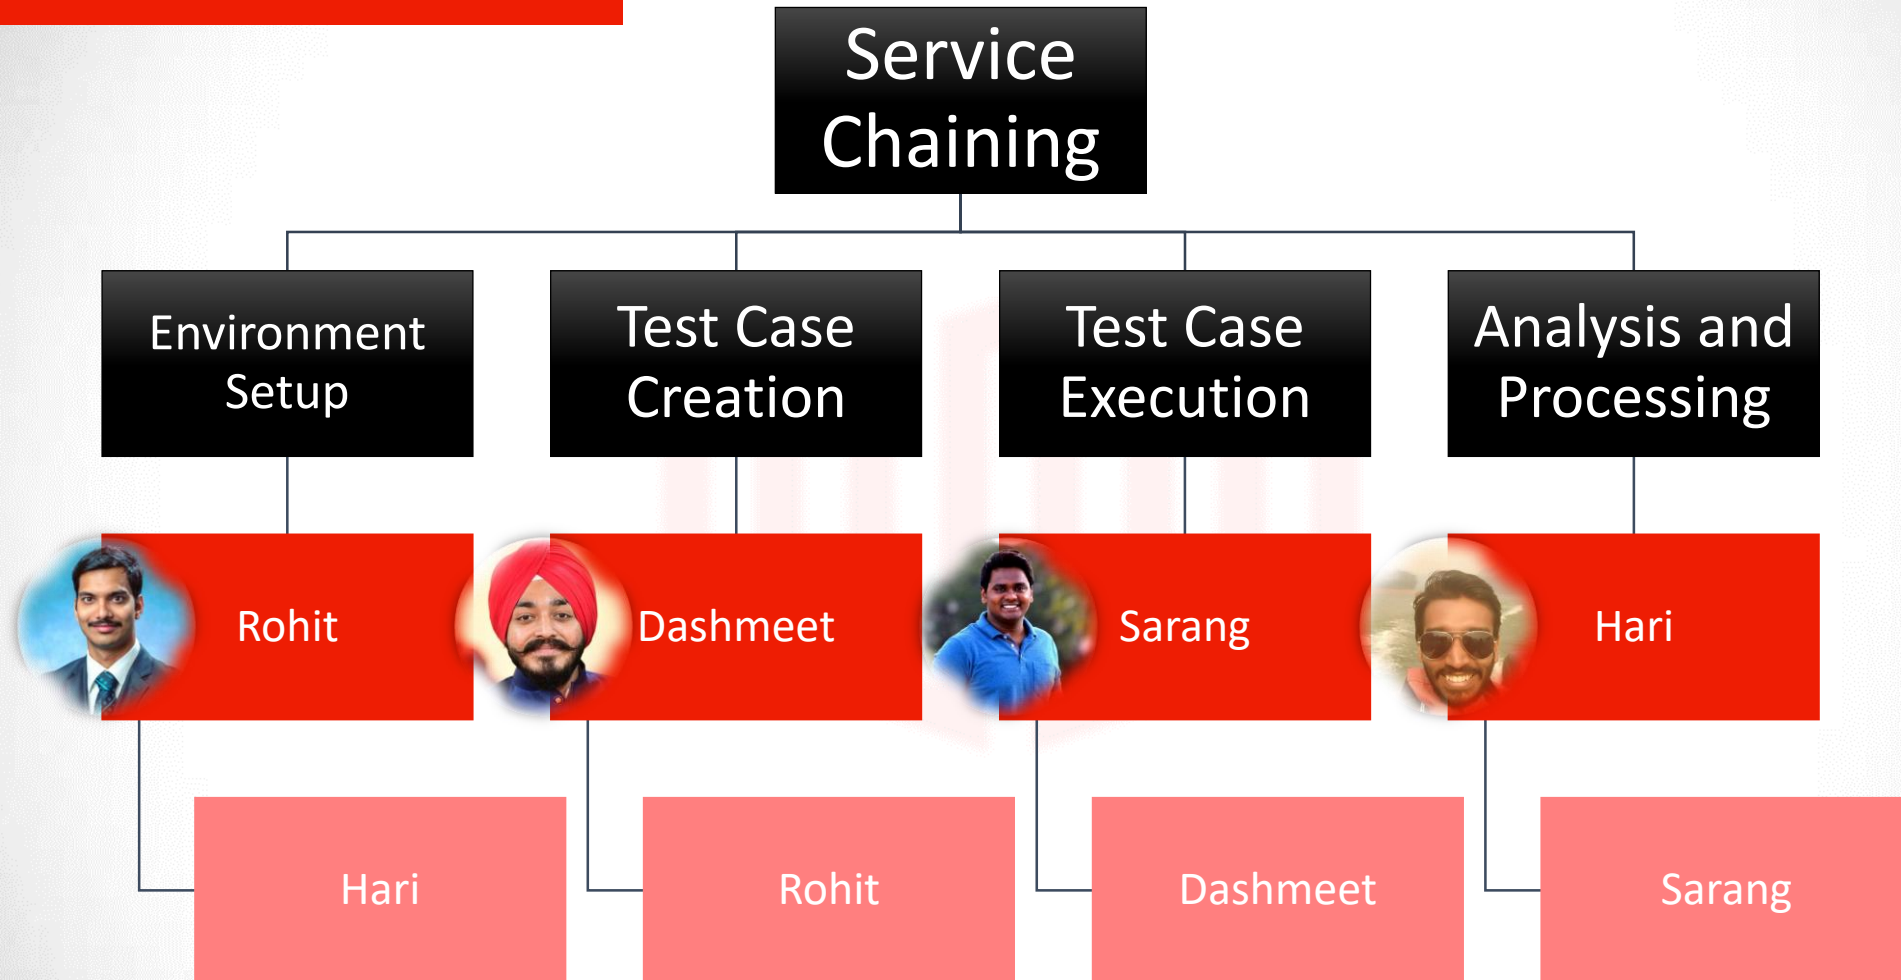 Service
Chaining
Environment
Setup
Test Case
Creation
Test Case
Execution
Analysis and
Processing
Rohit
Dashmeet
Sarang
Hari
Hari
Rohit
Dashmeet
Sarang